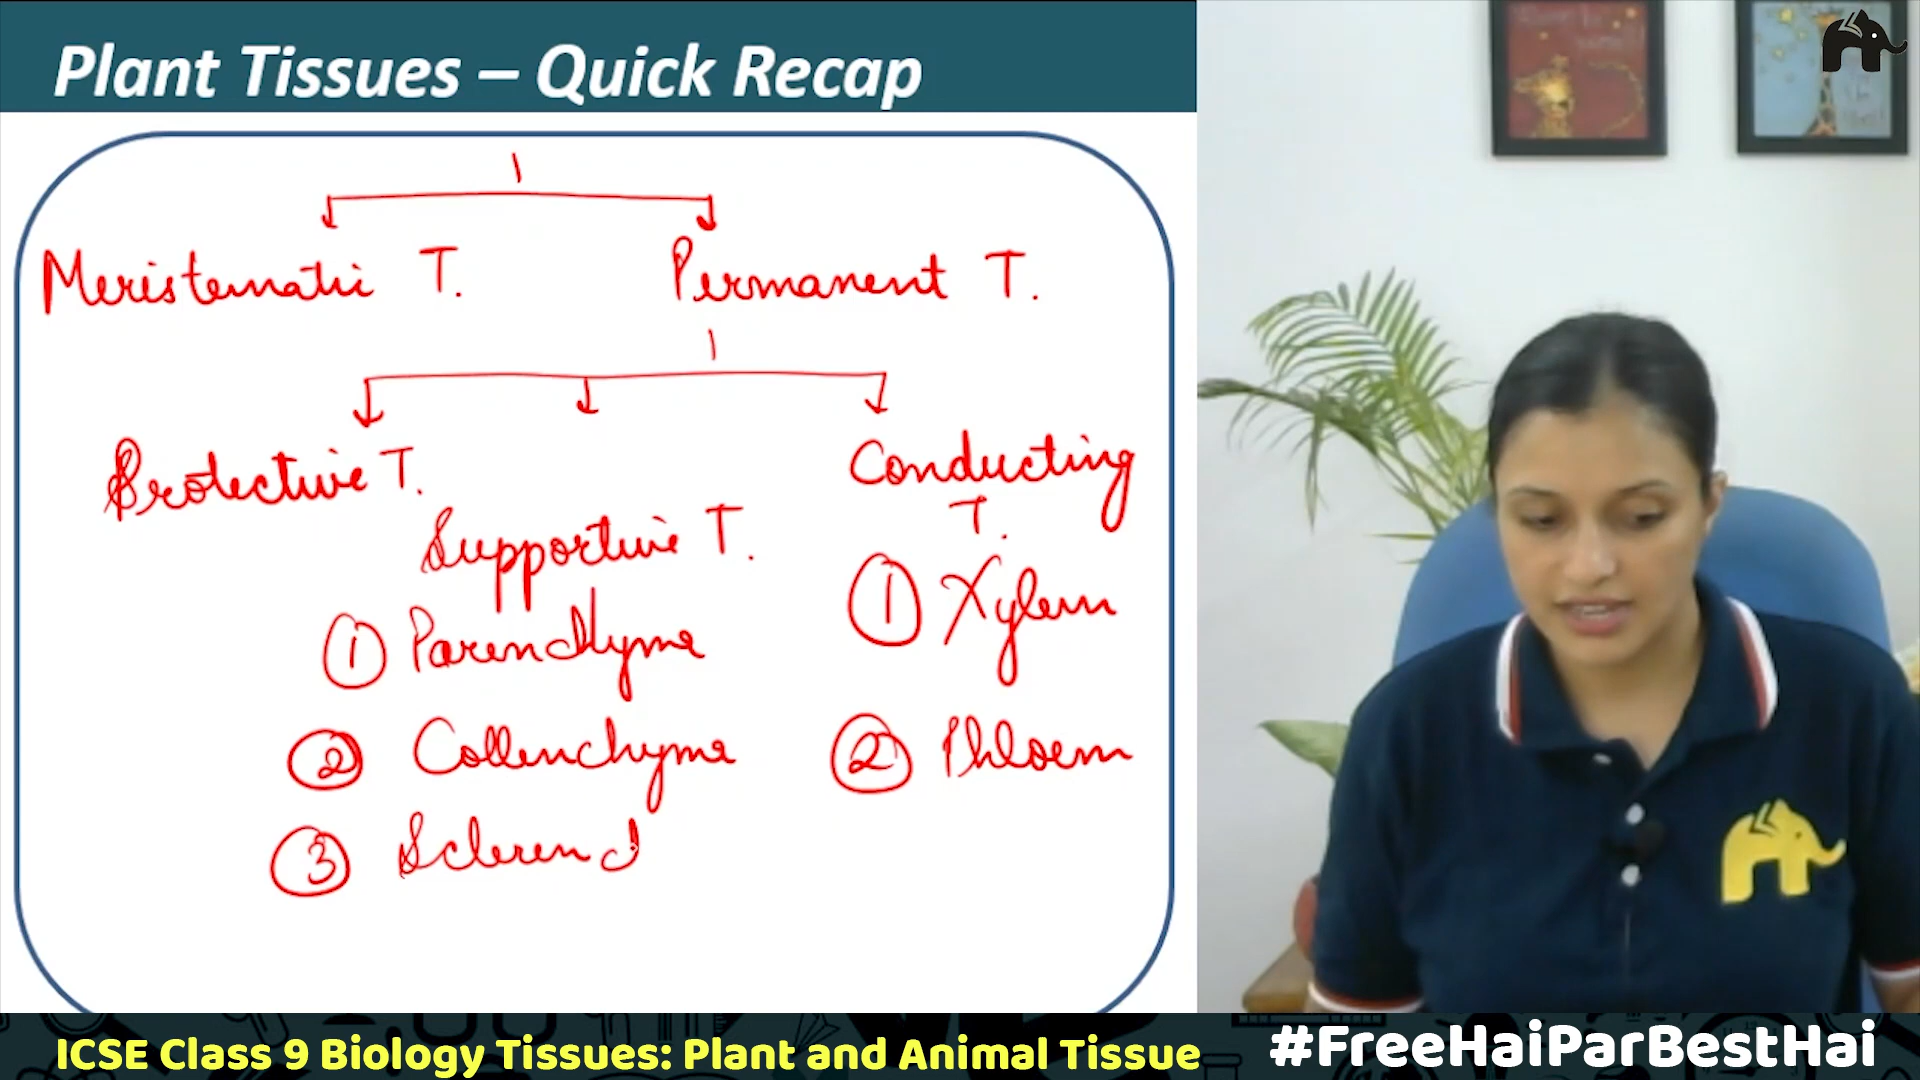 Plant Tissues – Quick Recap
Meristematic T. Permanent T.
Protective T. Conducting T.
Supportive T.
① Parenchyma ① Xylem
② Collenchyma ② Phloem
③ Sclerench
ICSE Class 9 Biology Tissues: Plant and Animal Tissue #FreeHaiParBestHai